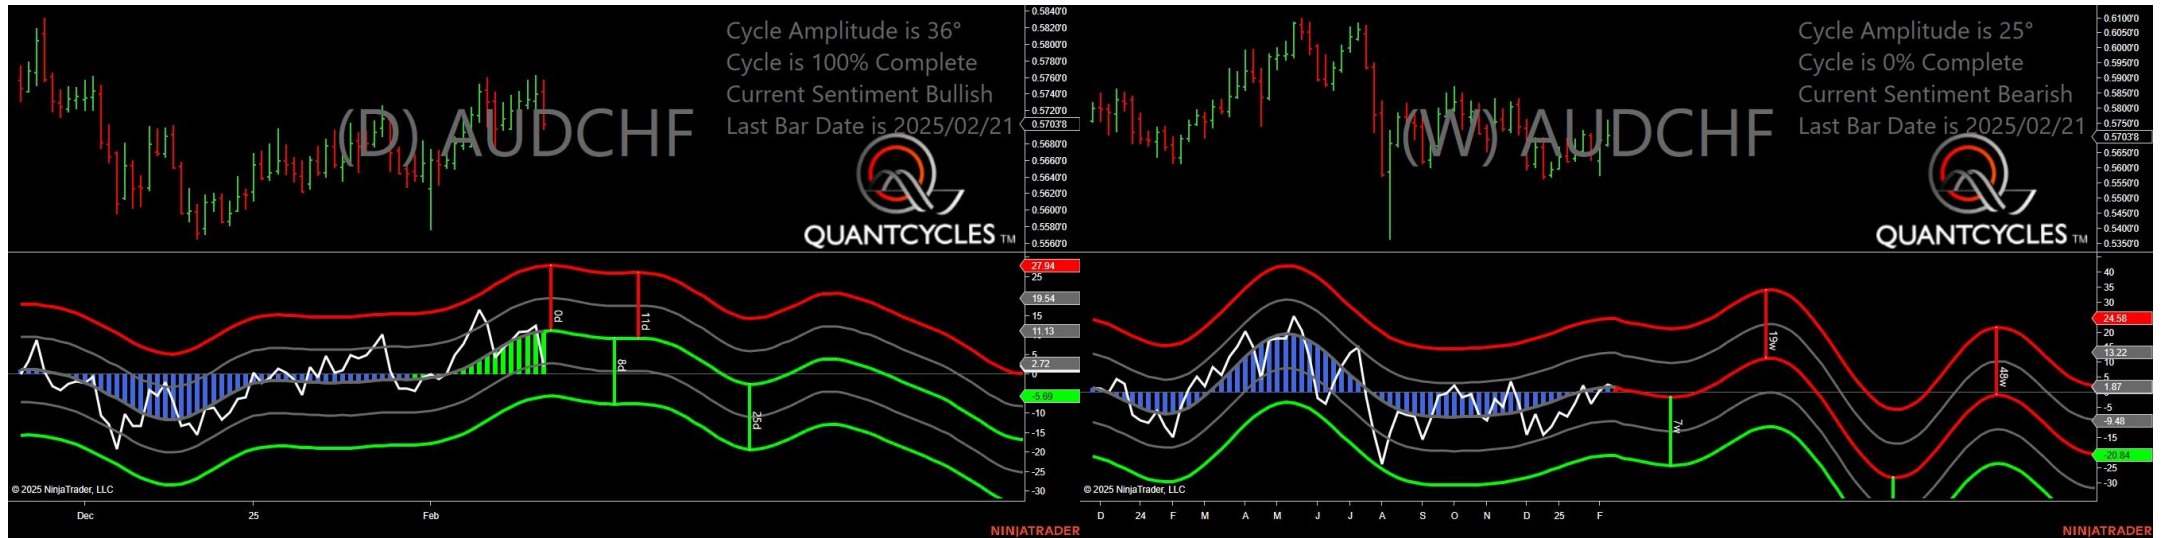 Cycle Amplitude is 36°
Cycle is 100% Complete
Current Sentiment Bullish
Last Bar Date is 2025/02/21
(D) AUDCHF
QUANTCYCLES TM
0.5840'0
0.5820'0
0.5800'0
0.5780'0
0.5760'0
0.5740'0
0.5720'0
0.5703'8
0.5680'0
0.5660'0
0.5640'0
0.5620'0
0.5600'0
0.5580'0
0.5560'0
27.94
25
19.54
15
11.13
5
2.72
0
-5.69
-10
-15
-20
-25
-30
0d
8d
11d
25d
© 2025 NinjaTrader, LLC
Dec
25
Feb
NINJATRADER
Cycle Amplitude is 25°
Cycle is 0% Complete
Current Sentiment Bearish
Last Bar Date is 2025/02/21
(W) AUDCHF
QUANTCYCLES TM
0.6100'0
0.6050'0
0.6000'0
0.5950'0
0.5900'0
0.5850'0
0.5800'0
0.5750'0
0.5703'8
0.5650'0
0.5600'0
0.5550'0
0.5500'0
0.5450'0
0.5400'0
0.5350'0
40
35
30
24.58
20
15
13.22
10
5
1.87
-5
-9.48
-15
-20.84
-25
-30
7w
19w
48w
© 2025 NinjaTrader, LLC
D 24 F M A M J J A S O N D 25 F
NINJATRADER